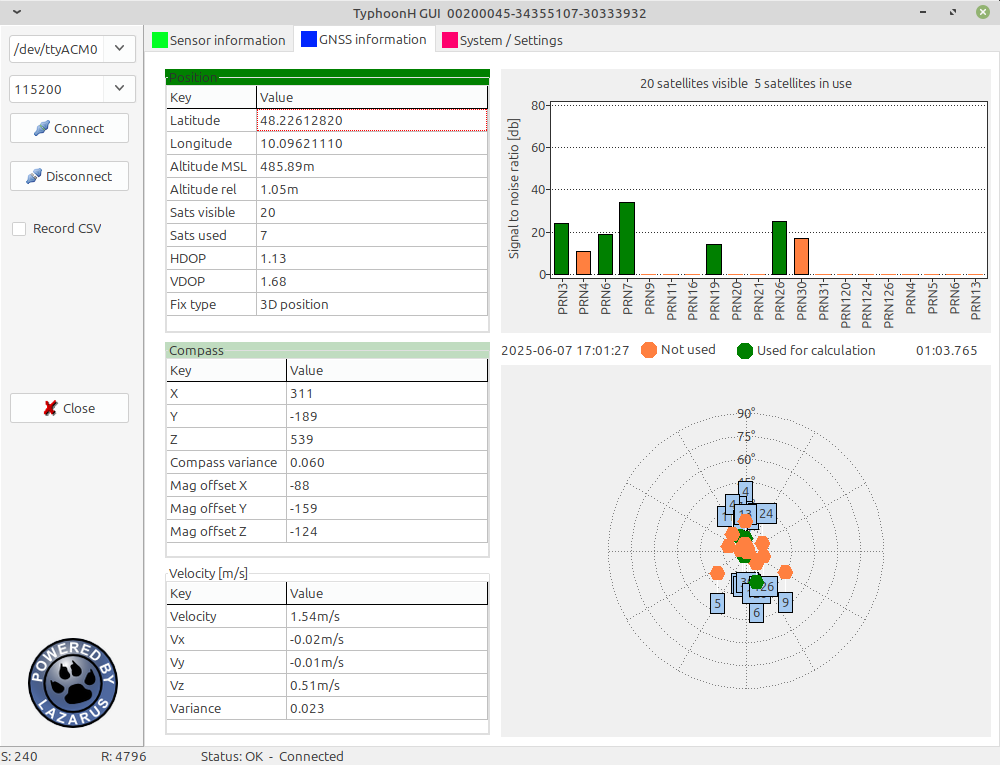 TyphoonH GUI 00200045-34355107-30333932
/dev/ttyACM0
115200
Connect
Disconnect
Record CSV
Close
POWERED BY
LAZARUS
Sensor information
GNSS information
System / Settings
Position
Key Value
Latitude 48.22612820
Longitude 10.09621110
Altitude MSL 485.89m
Altitude rel 1.05m
Sats visible 20
Sats used 7
HDOP 1.13
VDOP 1.68
Fix type 3D position
Compass
Key Value
X 311
Y -189
Z 539
Compass variance 0.060
Mag offset X -88
Mag offset Y -159
Mag offset Z -124
Velocity [m/s]
Key Value
Velocity 1.54m/s
Vx -0.02m/s
Vy -0.01m/s
Vz 0.51m/s
Variance 0.023
20 satellites visible 5 satellites in use
Signal to noise ratio [db]
80
60
40
20
0
PRN3 PRN4 PRN6 PRN7 PRN9 PRN11 PRN16 PRN19 PRN20 PRN21 PRN26 PRN30 PRN31 PRN120 PRN124 PRN126 PRN4 PRN5 PRN6 PRN13
2025-06-07 17:01:27 Not used Used for calculation 01:03.765
90°
75°
60°
4
13 24
26
5 9
6
S: 240 R: 4796 Status: OK - Connected